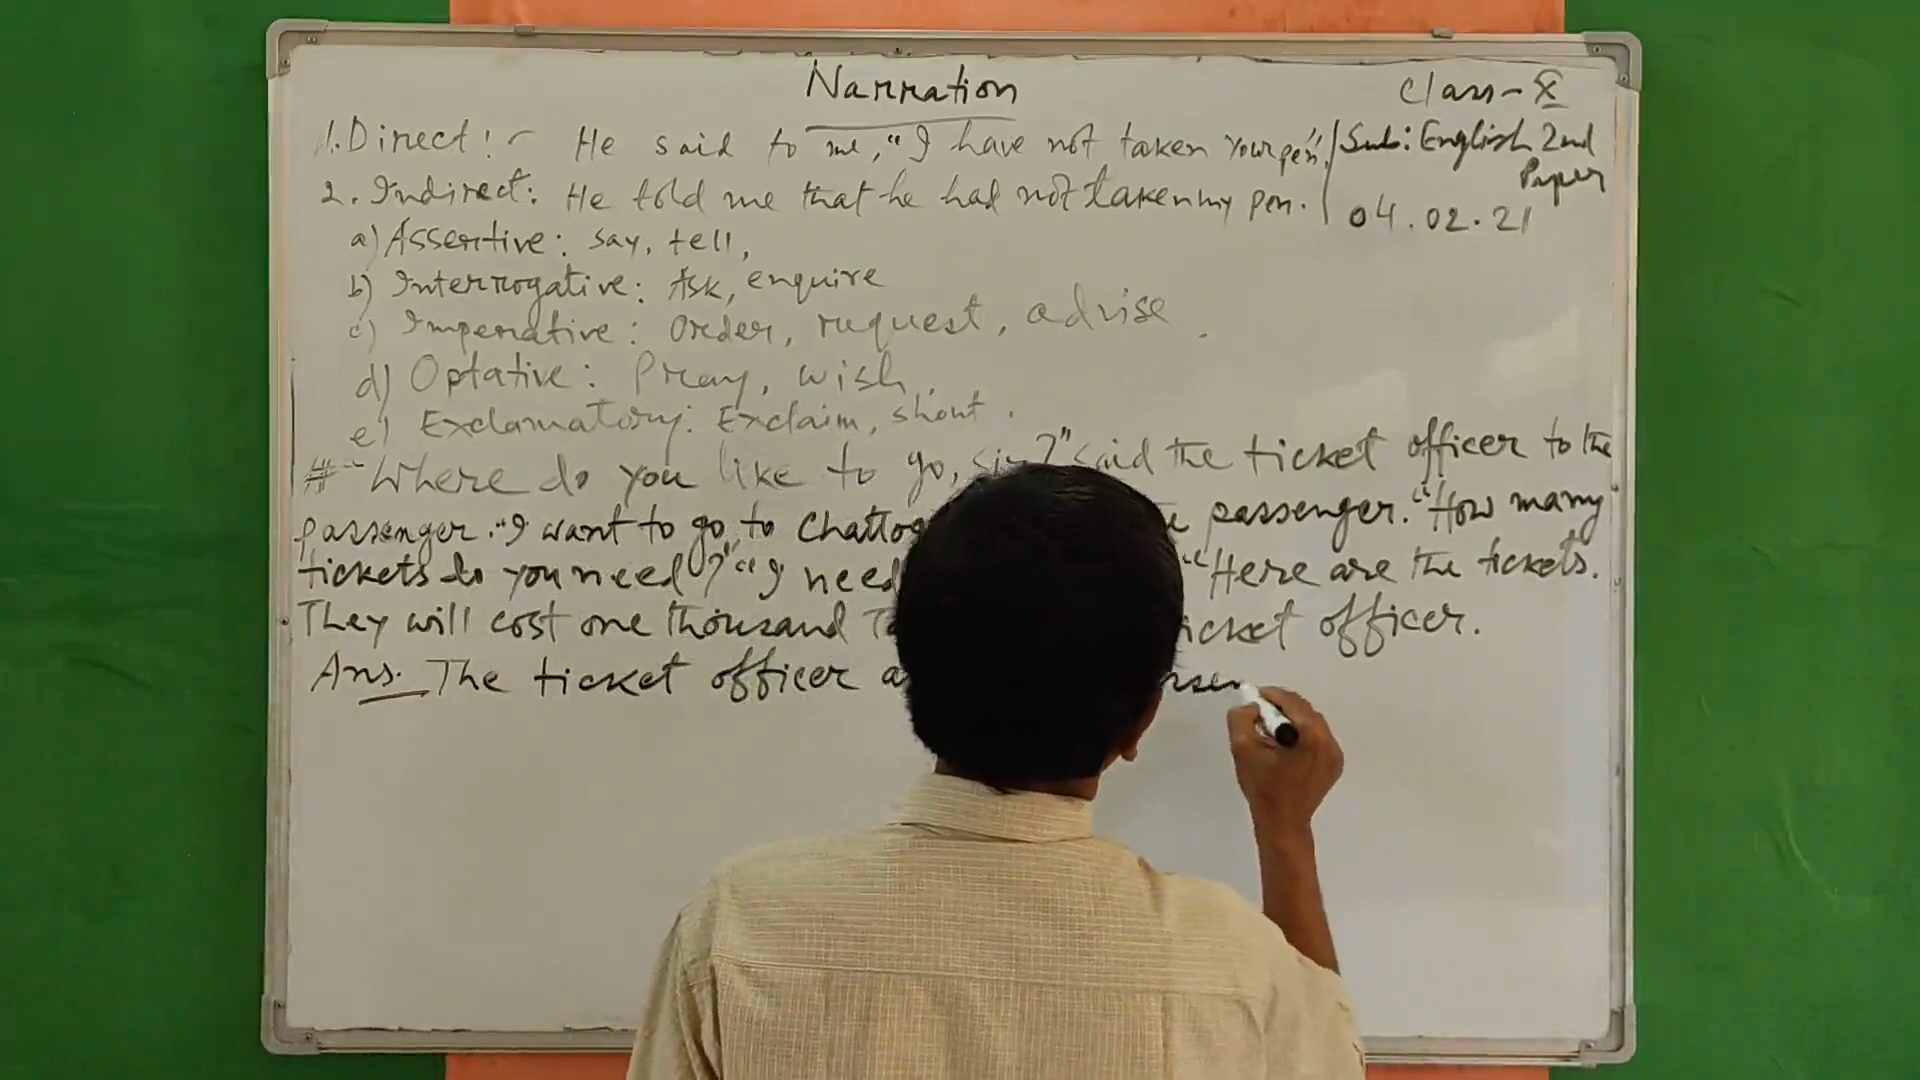 Narration
Class-X
1. Direct:- He said to me, "I have not taken your pen".
Sub: English 2nd
Paper
2. Indirect: He told me that he had not taken my pen.
04.02.21
a) Assertive: say, tell,
b) Interrogative: Ask, enquire
c) Imperative: Order, request, advise
d) Optative: Pray, wish.
e) Exclamatory: Exclaim, shout.
# "Where do you like to go, sir?" said the ticket officer to the
passenger. "I want to go to passenger. "How many
tickets do you need?" "I need "Here are the tickets.
They will cost one thousand officer.
Ans. The ticket officer